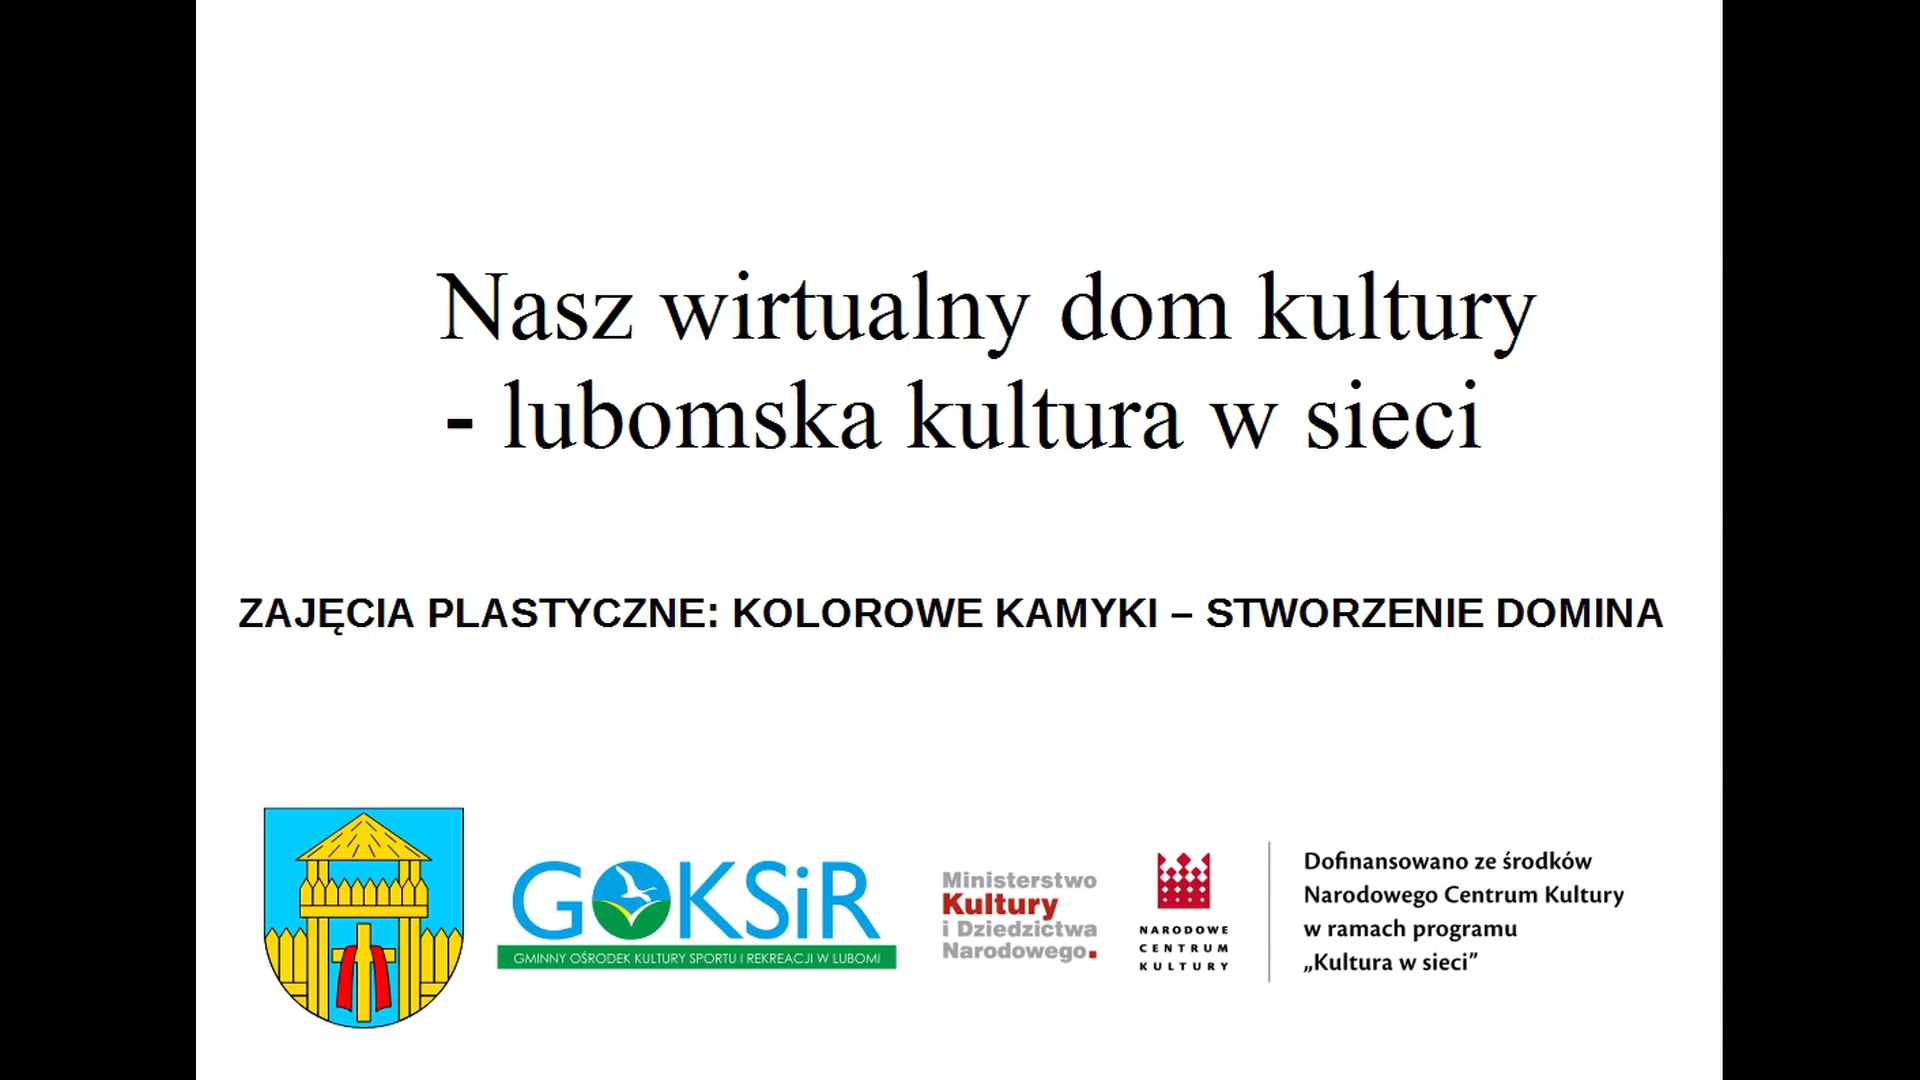 Nasz wirtualny dom kultury
- lubomska kultura w sieci
ZAJĘCIA PLASTYCZNE: KOLOROWE KAMYKI – STWORZENIE DOMINA
GOKSiR
GMINNY OŚRODEK KULTURY SPORTU I REKREACJI W LUBOMI
Ministerstwo
Kultury
i Dziedzictwa
Narodowego.
NARODOWE
CENTRUM
KULTURY
Dofinansowano ze środków
Narodowego Centrum Kultury
w ramach programu
„Kultura w sieci”